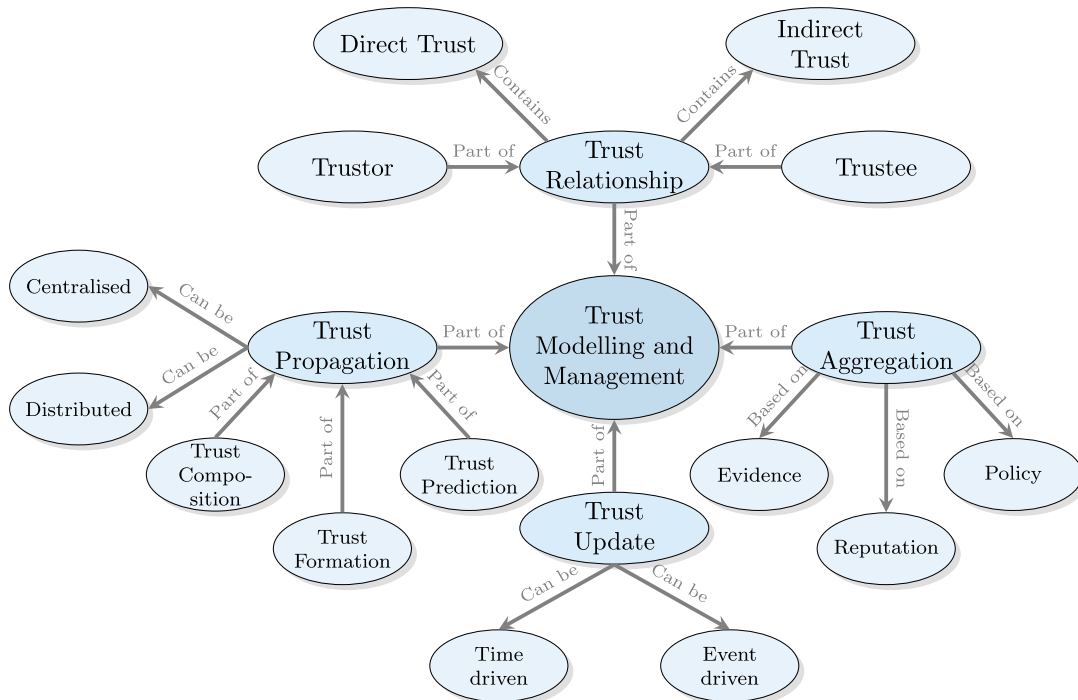 Direct Trust
Indirect
Trust
Contains
Contains
Trustor
Part of
Trust
Relationship
Part of
Trustee
Part of
Centralised
Can be
Trust
Propagation
Part of
Trust
Modelling and
Management
Part of
Trust
Aggregation
Can be
Distributed
Part of
Part of
Part of
Trust
Compo-
sition
Trust
Formation
Trust
Prediction
Part of
Based on
Based on
Based on
Evidence
Reputation
Policy
Trust
Update
Can be
Can be
Time
driven
Event
driven